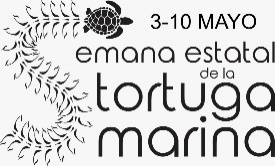 3-10 MAYO
Semana estatal
de la
tortuga
marina